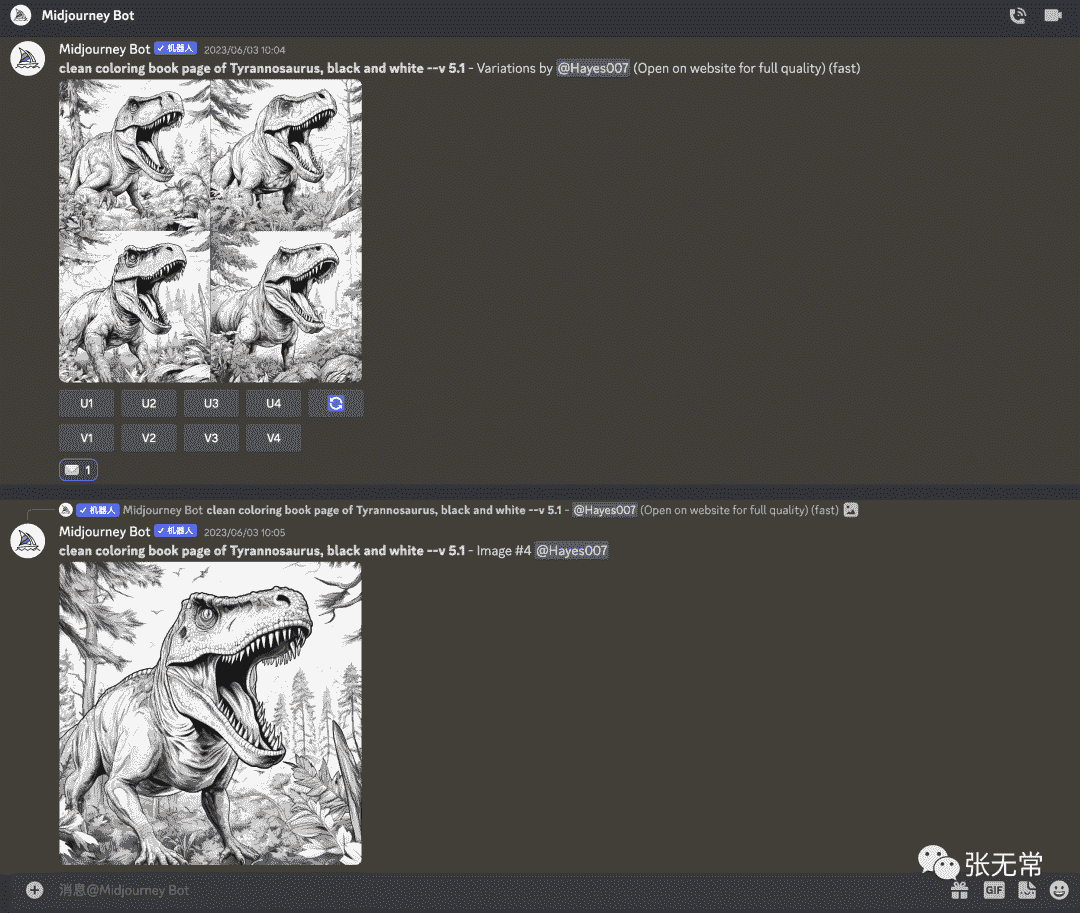 Midjourney Bot
Midjourney Bot ✓ 机器人 2023/06/03 10:04
clean coloring book page of Tyrannosaurus, black and white --v 5.1 - Variations by @Hayes007 (Open on website for full quality) (fast)
U1 U2 U3 U4
V1 V2 V3 V4
1
✓ 机器人 Midjourney Bot clean coloring book page of Tyrannosaurus, black and white --v 5.1 - @Hayes007 (Open on website for full quality) (fast)
Midjourney Bot ✓ 机器人 2023/06/03 10:05
clean coloring book page of Tyrannosaurus, black and white --v 5.1 - Image #4 @Hayes007
张无常
消息@Midjourney Bot
GIF